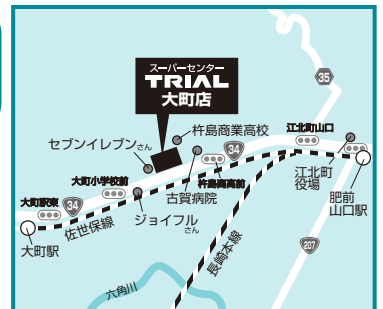 スーパーセンター
TRIAL
大町店
35
杵島商業高校
江北町山口
セブンイレブンさん
34
大町小学校前
杵島商高前
江北町
役場
古賀病院
大町駅東
34
ジョイフル
さん
肥前
山口駅
佐世保線
大町駅
長崎本線
207
六角川